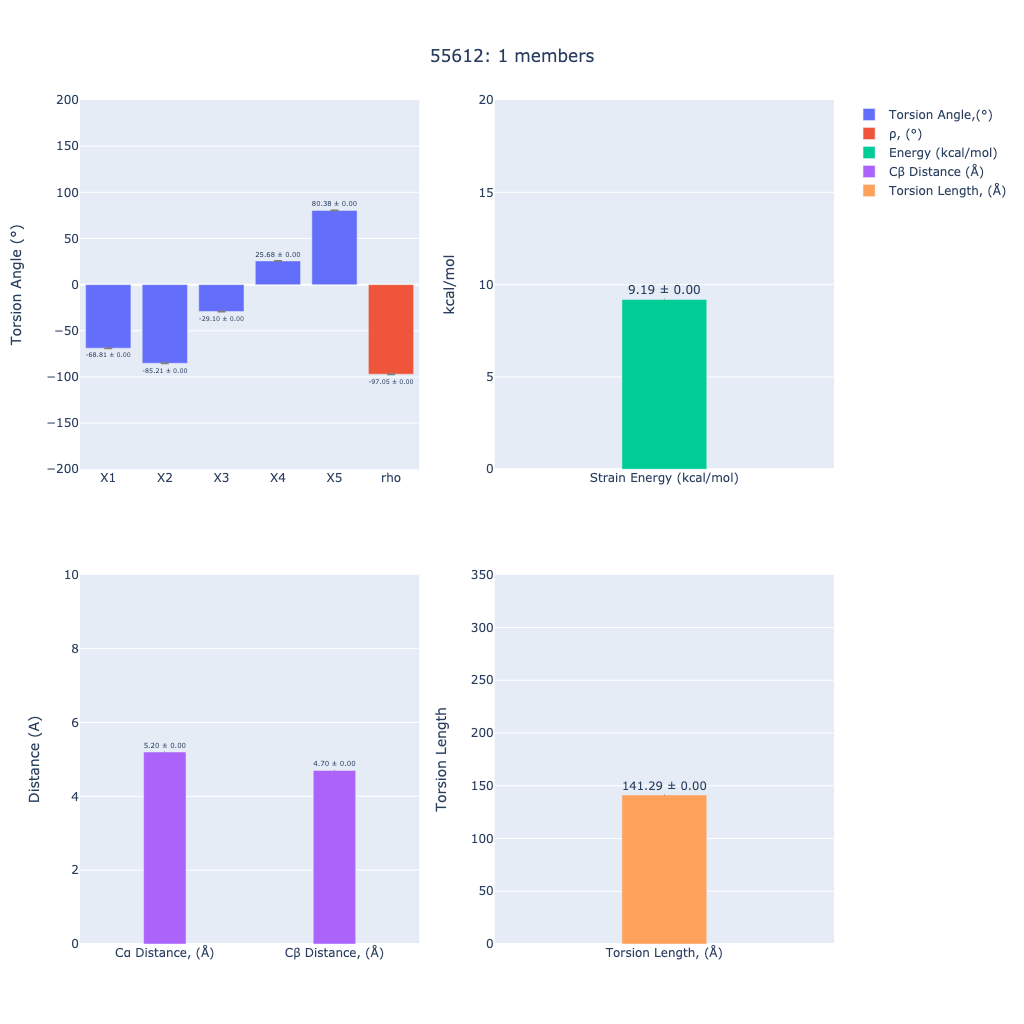 55612: 1 members
Torsion Angle (°)
200
150
100
50
0
−50
−100
−150
−200
-68.81 ± 0.00
-85.21 ± 0.00
-29.10 ± 0.00
25.68 ± 0.00
80.38 ± 0.00
-97.05 ± 0.00
X1 X2 X3 X4 X5 rho
kcal/mol
20
15
10
5
0
9.19 ± 0.00
Strain Energy (kcal/mol)
Torsion Angle,(°)
ρ, (°)
Energy (kcal/mol)
Cβ Distance (Å)
Torsion Length, (Å)
Distance (A)
10
8
6
4
2
0
5.20 ± 0.00
4.70 ± 0.00
Cα Distance, (Å) Cβ Distance, (Å)
Torsion Length
350
300
250
200
150
100
50
0
141.29 ± 0.00
Torsion Length, (Å)